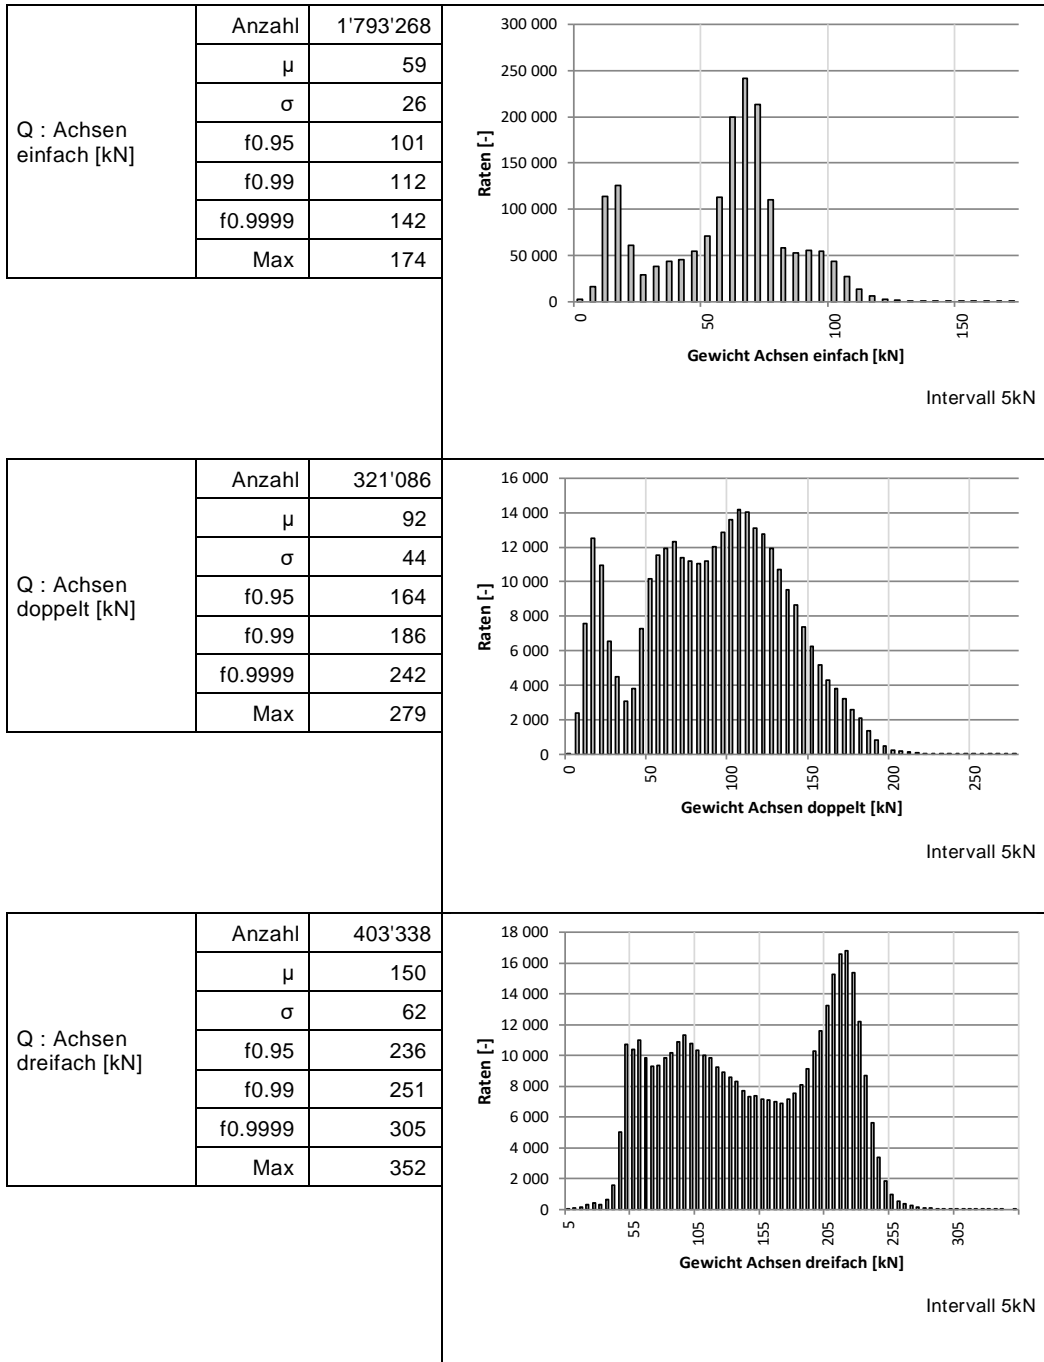 Q : Achsen
einfach [kN]
Anzahl 1'793'268
µ 59
σ 26
f0.95 101
f0.99 112
f0.9999 142
Max 174
300 000
250 000
200 000
150 000
100 000
50 000
0
Raten [-]
0 50 100 150
Gewicht Achsen einfach [kN]
Intervall 5kN
Q : Achsen
doppelt [kN]
Anzahl 321'086
µ 92
σ 44
f0.95 164
f0.99 186
f0.9999 242
Max 279
16 000
14 000
12 000
10 000
8 000
6 000
4 000
2 000
0
Raten [-]
0 50 100 150 200 250
Gewicht Achsen doppelt [kN]
Intervall 5kN
Q : Achsen
dreifach [kN]
Anzahl 403'338
µ 150
σ 62
f0.95 236
f0.99 251
f0.9999 305
Max 352
18 000
16 000
14 000
12 000
10 000
8 000
6 000
4 000
2 000
0
Raten [-]
5 55 105 155 205 255 305
Gewicht Achsen dreifach [kN]
Intervall 5kN